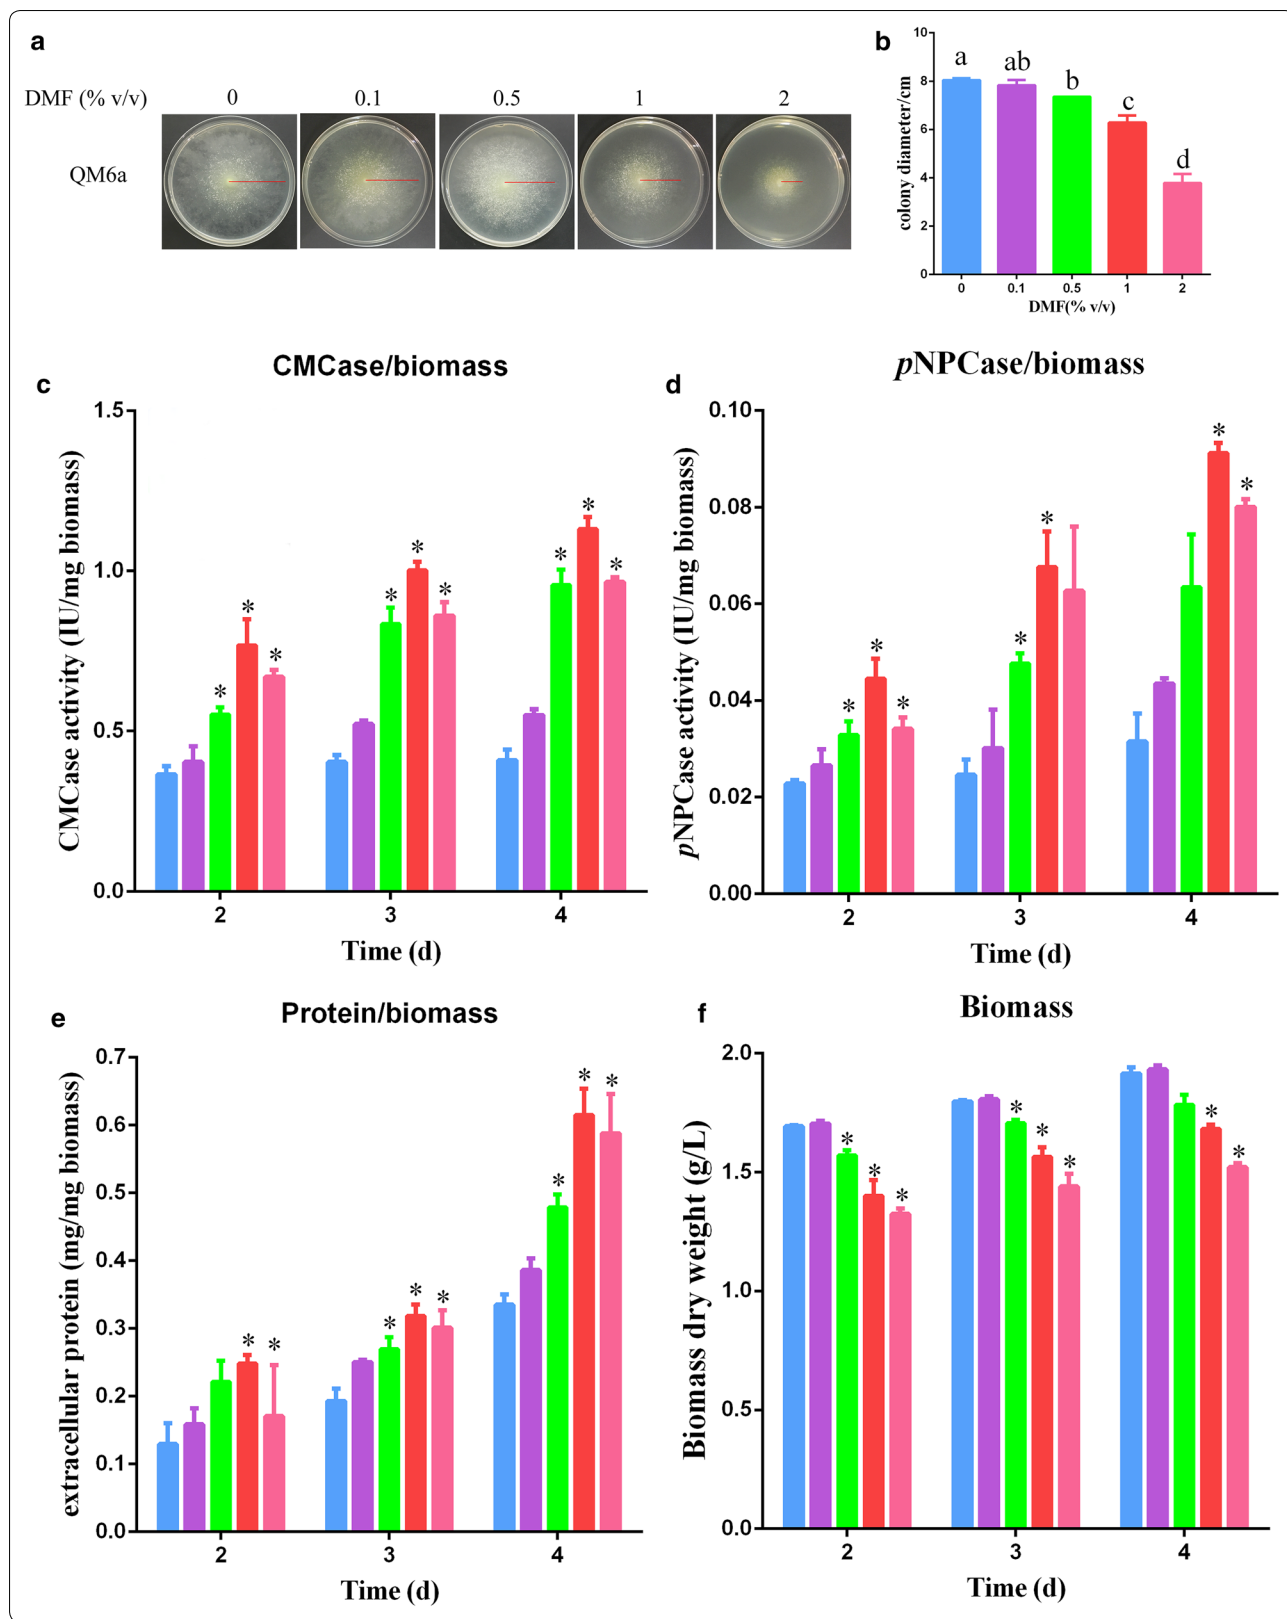 a
DMF (% v/v) 0 0.1 0.5 1 2
QM6a
b
colony diameter/cm
10
8
6
4
2
0
a ab b c d
0 0.1 0.5 1 2
DMF(% v/v)
c
CMCase/biomass
CMCase activity (IU/mg biomass)
1.5
1.0
0.5
0.0
* * * * * * * * *
2 3 4
Time (d)
d
pNPCase/biomass
pNPCase activity (IU/mg biomass)
0.10
0.08
0.06
0.04
0.02
0.00
* * * * * * *
2 3 4
Time (d)
e
Protein/biomass
extracellular protein (mg/mg biomass)
0.7
0.6
0.5
0.4
0.3
0.2
0.1
0.0
* * * * * * * *
2 3 4
Time (d)
f
Biomass
Biomass dry weight (g/L)
2.0
1.5
1.0
0.5
0.0
* * * * * * * *
2 3 4
Time (d)